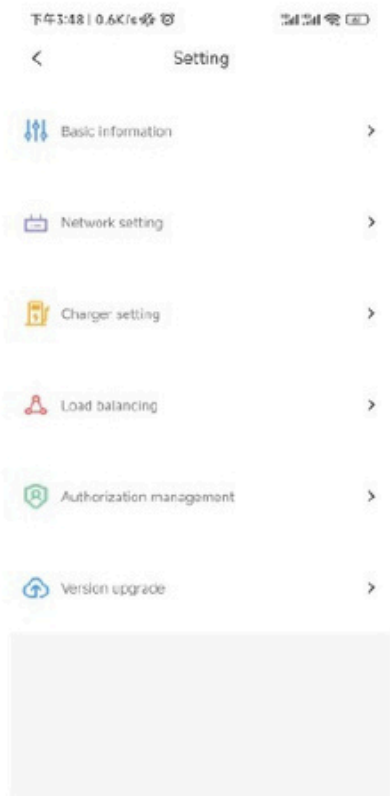 下午3:48 | 0.6K/s
Setting
Basic information
Network setting
Charger setting
Load balancing
Authorization management
Version upgrade